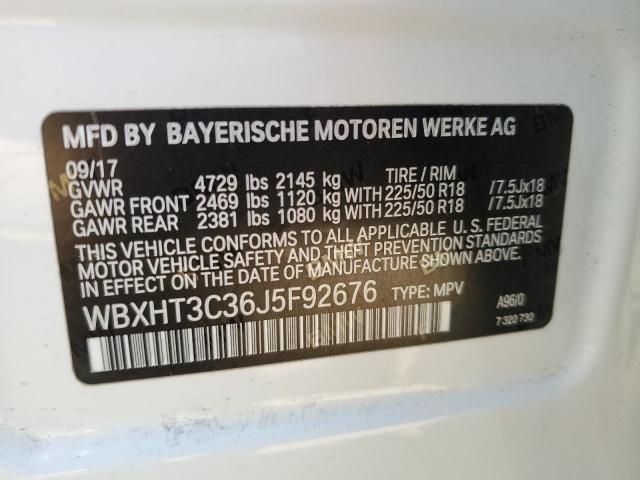 MFD BY BAYERISCHE MOTOREN WERKE AG
09/17 TIRE / RIM
GVWR 4729 lbs 2145 kg
GAWR FRONT 2469 lbs 1120 kg WITH 225/50 R18 /7.5Jx18
GAWR REAR 2381 lbs 1080 kg WITH 225/50 R18 /7.5Jx18
THIS VEHICLE CONFORMS TO ALL APPLICABLE U. S. FEDERAL
MOTOR VEHICLE SAFETY AND THEFT PREVENTION STANDARDS
IN EFFECT ON THE DATE OF MANUFACTURE SHOWN ABOVE.
WBXHT3C36J5F92676 TYPE: MPV A96/0
7 320 730